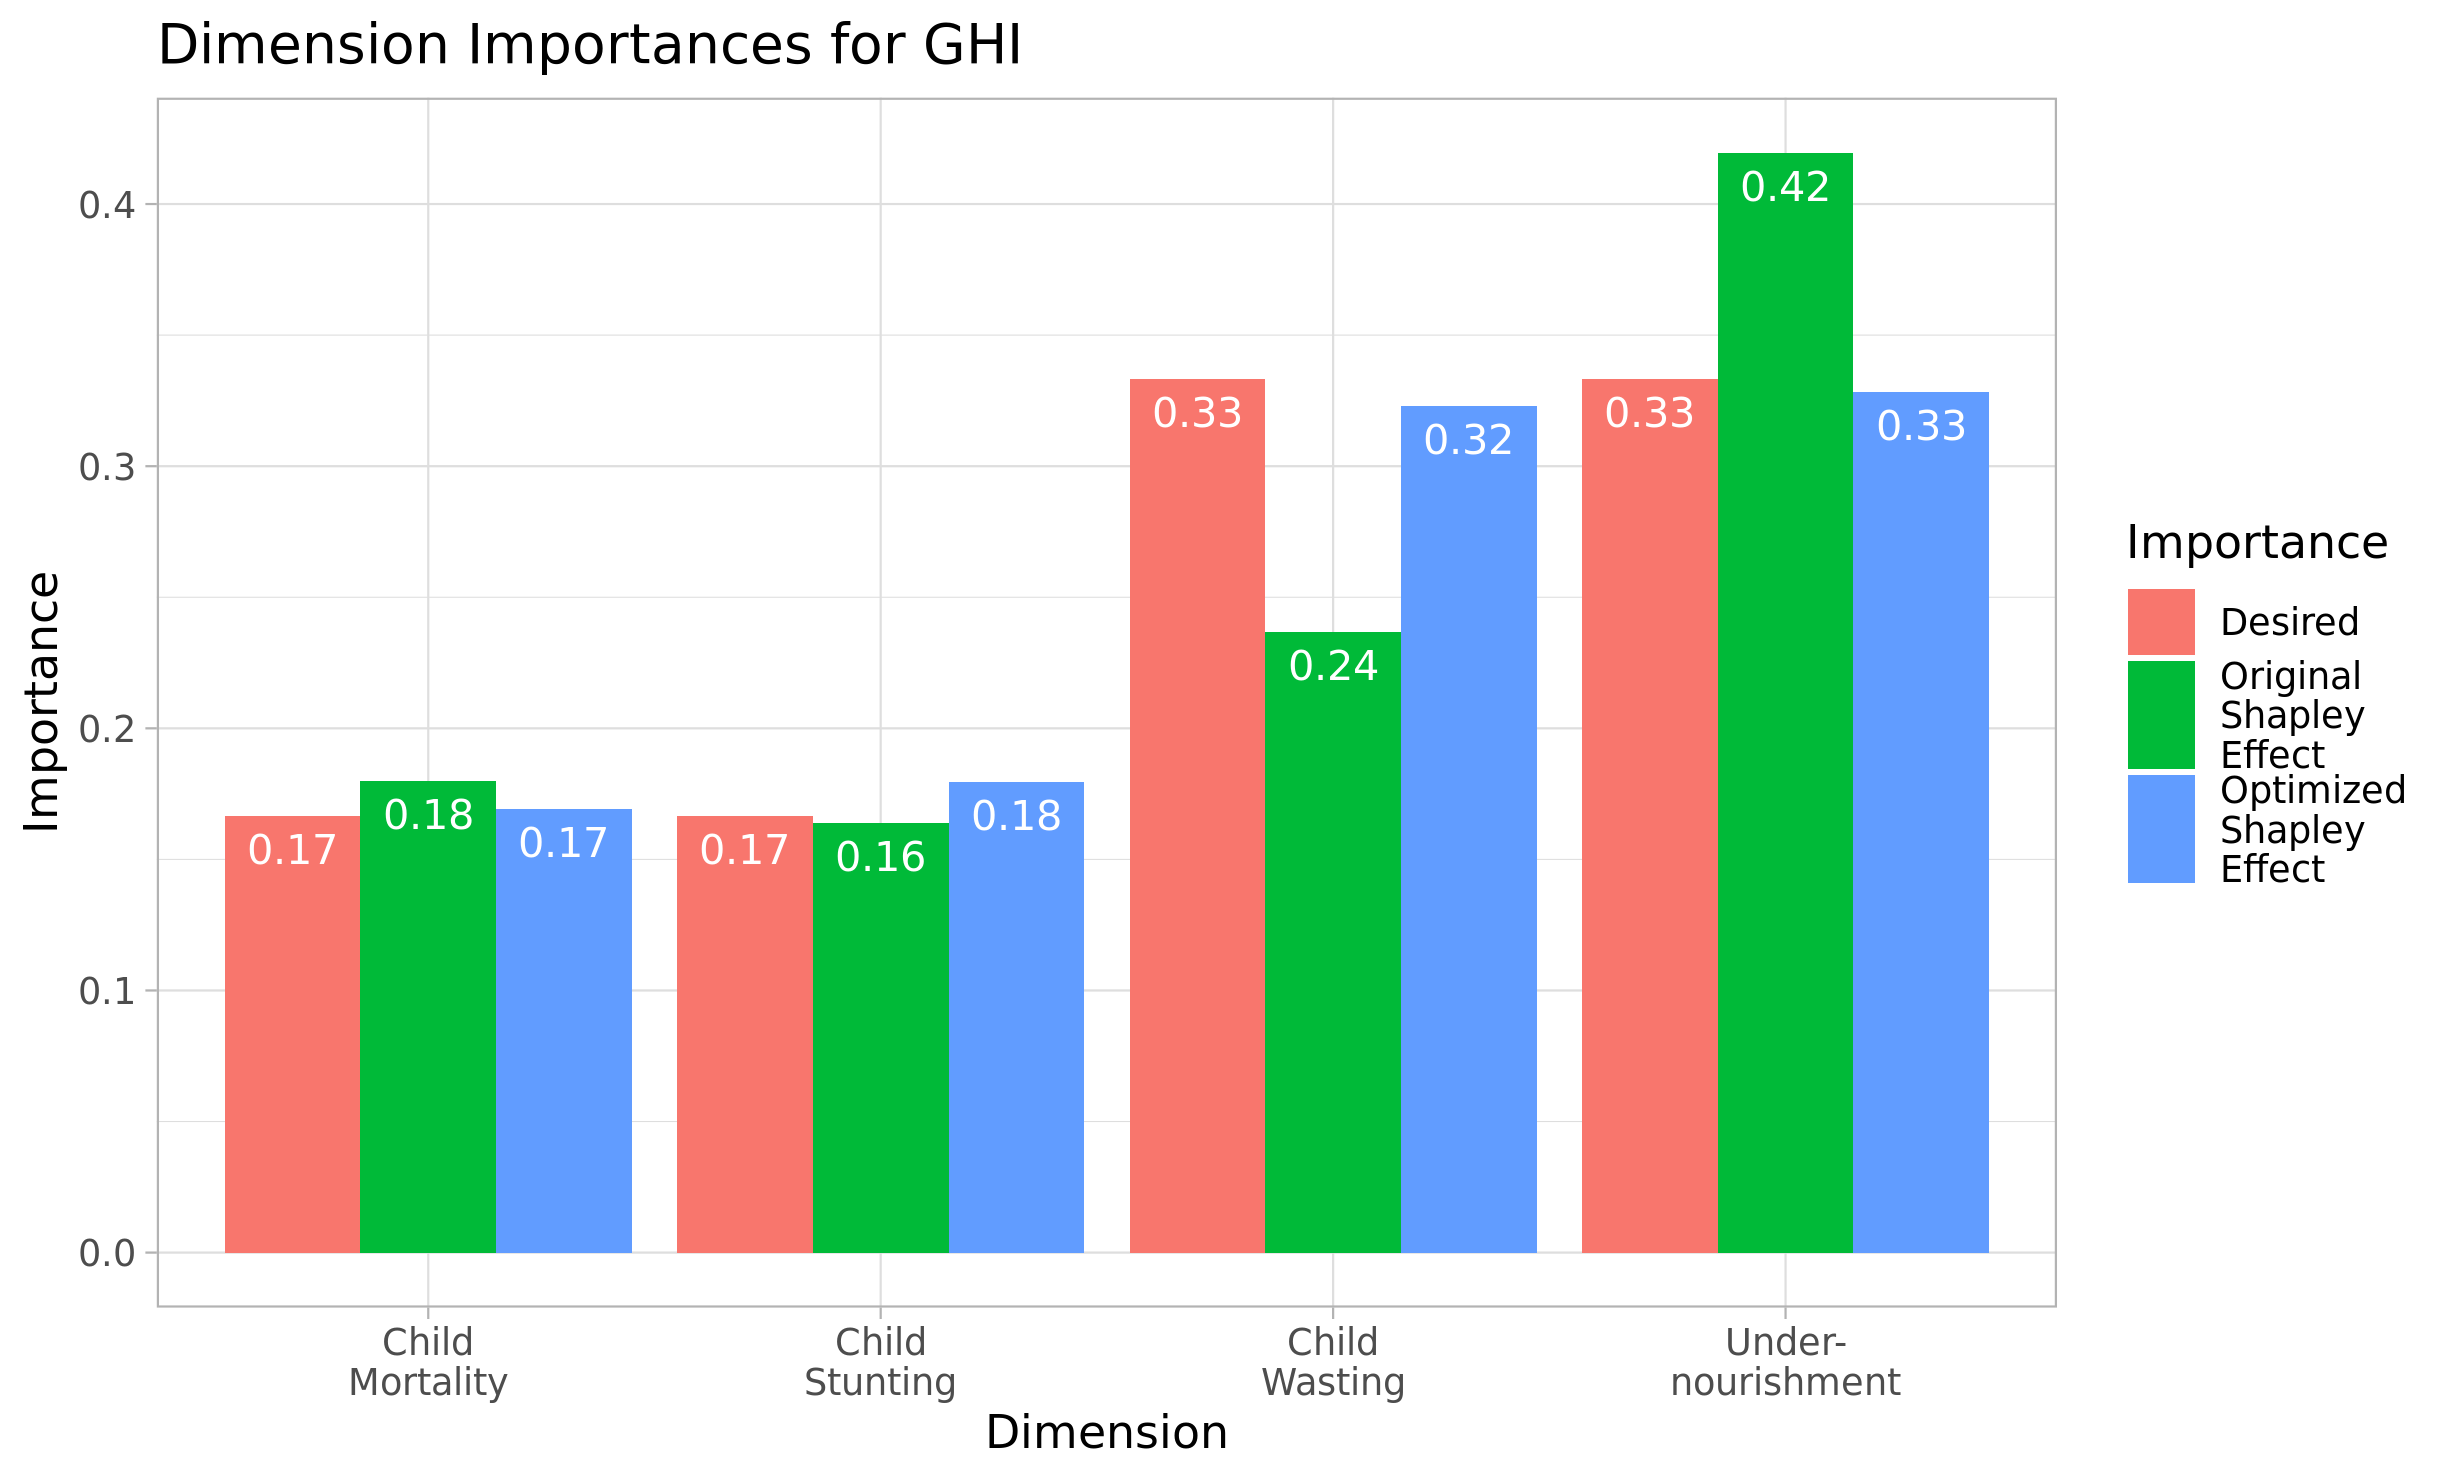 Dimension Importances for GHI
Importance
0.4
0.3
0.2
0.1
0.0
0.17
0.18
0.17
0.17
0.16
0.18
0.33
0.24
0.32
0.33
0.42
0.33
Child
Mortality
Child
Stunting
Child
Wasting
Under-
nourishment
Dimension
Importance
Desired
Original
Shapley
Effect
Optimized
Shapley
Effect